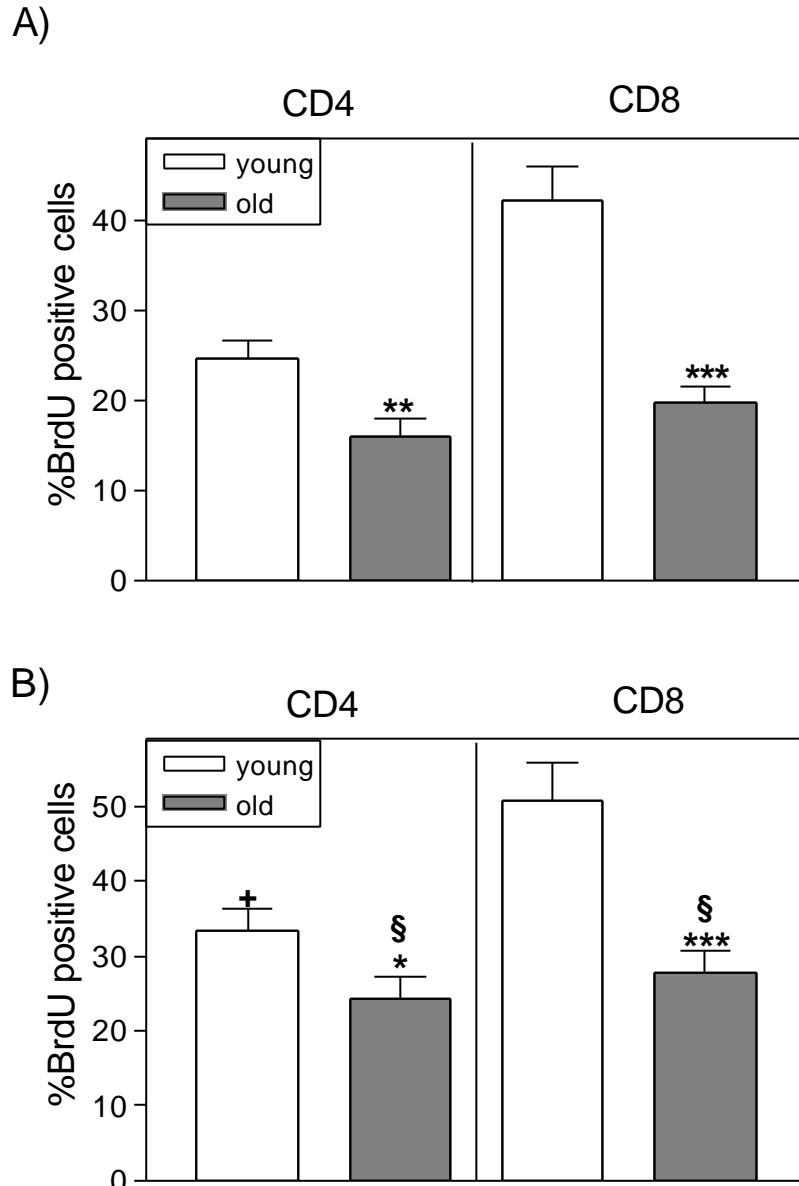 A)
CD4 CD8
young
old
%BrdU positive cells
40
30
20
10
0
**
***
B)
CD4 CD8
young
old
%BrdU positive cells
50
40
30
20
10
0
+
§
*
§
***